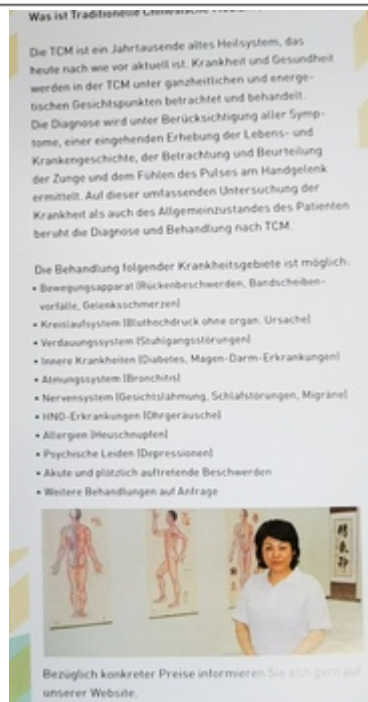 Was ist Traditionelle Chinesische
Die TCM ist ein Jahrtausende altes Heilsystem, das
heute nach wie vor aktuell ist. Krankheit und Gesundheit
werden in der TCM unter ganzheitlichen und energe-
tischen Gesichtspunkten betrachtet und behandelt.
Die Diagnose wird unter Berücksichtigung aller Symp-
tome, einer eingehenden Erhebung der Lebens- und
Krankengeschichte, der Betrachtung und Beurteilung
der Zunge und dem Fühlen des Pulses am Handgelenk
ermittelt. Auf dieser umfassenden Untersuchung der
Krankheit als auch des Allgemeinzustandes des Patienten
beruht die Diagnose und Behandlung nach TCM.
Die Behandlung folgender Krankheitsgebiete ist möglich:
• Bewegungsapparat (Rückenbeschwerden, Bandscheiben-
vorfälle, Gelenksschmerzen)
• Kreislaufsystem (Bluthochdruck ohne organ. Ursache)
• Verdauungssystem (Stuhlgangsstörungen)
• Innere Krankheiten (Diabetes, Magen-Darm-Erkrankungen)
• Atmungssystem (Bronchitis)
• Nervensystem (Gesichtslähmung, Schlafstörungen, Migräne)
• HNO-Erkrankungen (Ohrgeräusche)
• Allergien (Heuschnupfen)
• Psychische Leiden (Depressionen)
• Akute und plötzlich auftretende Beschwerden
• Weitere Behandlungen auf Anfrage
Bezüglich konkreter Preise informieren Sie sich gern auf
unserer Website.